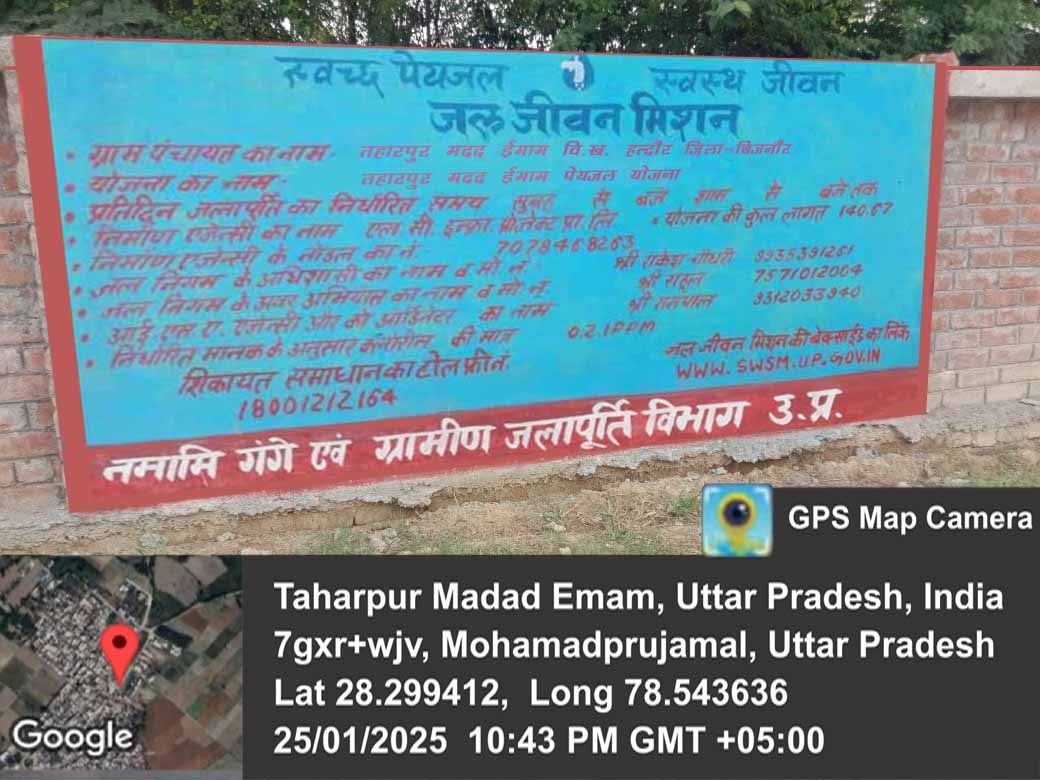 स्वच्छ पेयजल स्वस्थ जीवन
जल जीवन मिशन
• ग्राम पंचायत का नाम- तहारपुर मदद ईमाम वि.ख. हल्दौर जिला-बिजनौर
• योजना का नाम- तहारपुर मदद ईमाम पेयजल योजना
• प्रतिदिन जलापूर्ति का निर्धारित समय सुबह से बजे शाम से बजे तक
• निर्माण एजेन्सी का नाम एल.सी. इन्फ्रा. प्रोजेक्ट प्रा.लि • योजना की कुल लागत 140.67
• निर्माण एजेन्सी के नोडल का नं. 7078468263
• जल निगम के अधिशासी का नाम व मो. नं. श्री राकेश चौधरी 9935391261
• जल निगम के अवर अभियंता का नाम व मो. नं. श्री राहुल 7571012004
• आई. एस. ए. एजेन्सी और को आर्डिनेटर का नाम श्री रामपाल 9312033940
• निर्धारित मानक के अनुसार क्लोरीन की मात्र 0.2.1PPM
शिकायत समाधान का टोल फ्री नं. जल जीवन मिशन की बेकसाईड का लिंक
18001212164 WWW.SWSM.UP.GOV.IN
नमामि गंगे एवं ग्रामीण जलापूर्ति विभाग उ.प्र.
GPS Map Camera
Google
Taharpur Madad Emam, Uttar Pradesh, India
7gxr+wjv, Mohamadprujamal, Uttar Pradesh
Lat 28.299412, Long 78.543636
25/01/2025 10:43 PM GMT +05:00